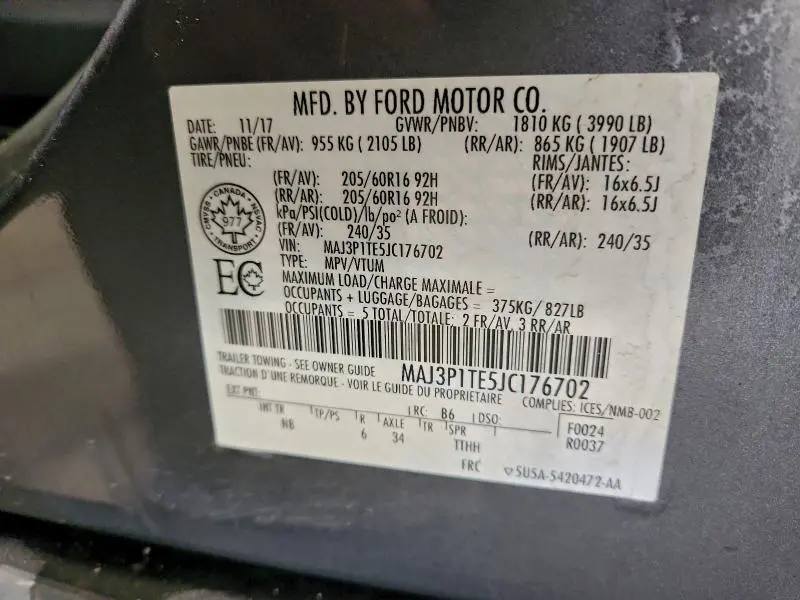 MFD. BY FORD MOTOR CO.
DATE: 11/17 GVWR/PNBV: 1810 KG ( 3990 LB)
GAWR/PNBE (FR/AV): 955 KG ( 2105 LB) (RR/AR): 865 KG ( 1907 LB)
TIRE/PNEU: RIMS/JANTES:
(FR/AV): 205/60R16 92H (FR/AV): 16x6.5J
(RR/AR): 205/60R16 92H (RR/AR): 16x6.5J
kPa/PSI(COLD)/lb/po² (A FROID):
(FR/AV): 240/35 (RR/AR): 240/35
VIN: MAJ3P1TE5JC176702
TYPE: MPV/VTUM
MAXIMUM LOAD/CHARGE MAXIMALE =
OCCUPANTS + LUGGAGE/BAGAGES = 375KG/ 827LB
OCCUPANTS = 5 TOTAL/TOTALE: 2 FR/AV, 3 RR/AR
CANADA
CMVSS NSVAC
977
TRANSPORT
EC
TRAILER TOWING - SEE OWNER GUIDE MAJ3P1TE5JC176702
TRACTION D'UNE REMORQUE - VOIR LE GUIDE DU PROPRIETAIRE COMPLIES: ICES/NMB-002
EXT PNT: RC: B6 DSO: F0024
INT TR TP/PS R AXLE TR SPR R0037
NB 6 34 TTHH
FRC 5U5A-5420472-AA